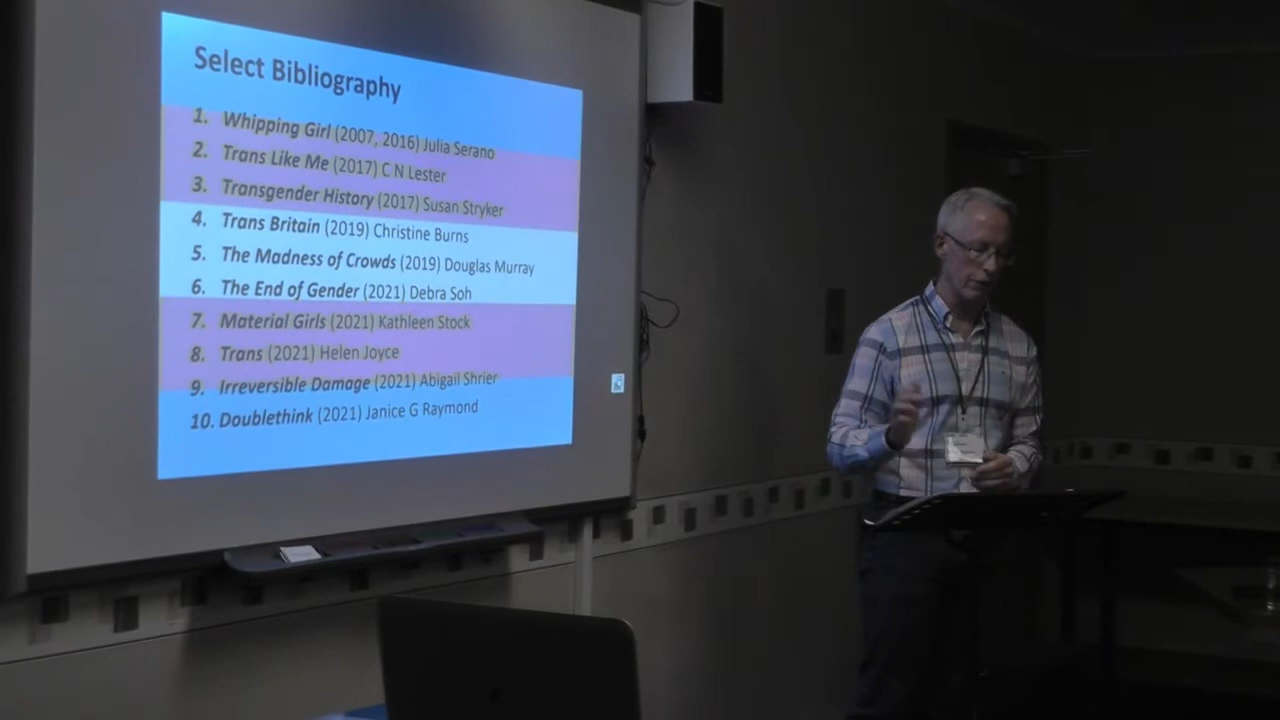 Select Bibliography
1. Whipping Girl (2007, 2016) Julia Serano
2. Trans Like Me (2017) C N Lester
3. Transgender History (2017) Susan Stryker
4. Trans Britain (2019) Christine Burns
5. The Madness of Crowds (2019) Douglas Murray
6. The End of Gender (2021) Debra Soh
7. Material Girls (2021) Kathleen Stock
8. Trans (2021) Helen Joyce
9. Irreversible Damage (2021) Abigail Shrier
10. Doublethink (2021) Janice G Raymond